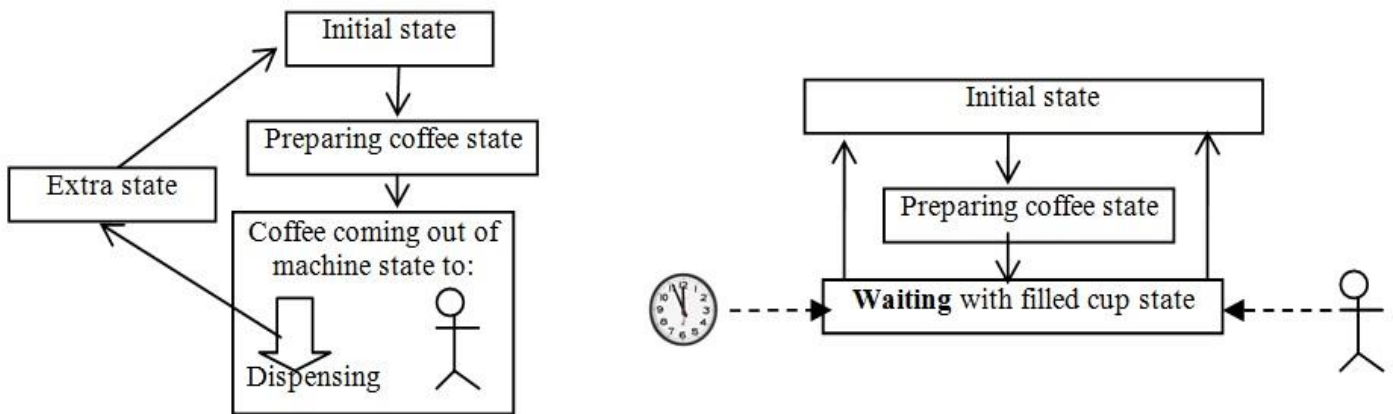 Initial state
Preparing coffee state
Extra state
Coffee coming out of
machine state to:
Dispensing
Initial state
Preparing coffee state
Waiting with filled cup state